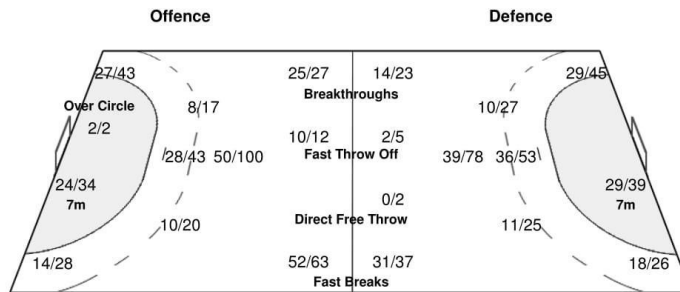 Offence Defence
27/43 25/27 14/23 29/45
Breakthroughs
Over Circle 8/17 10/27
2/2 10/12 2/5
28/43 50/100 Fast Throw Off 39/78 36/53
24/34 0/2 29/39
7m 7m
10/20 Direct Free Throw 11/25
14/28 52/63 31/37 18/26
Fast Breaks